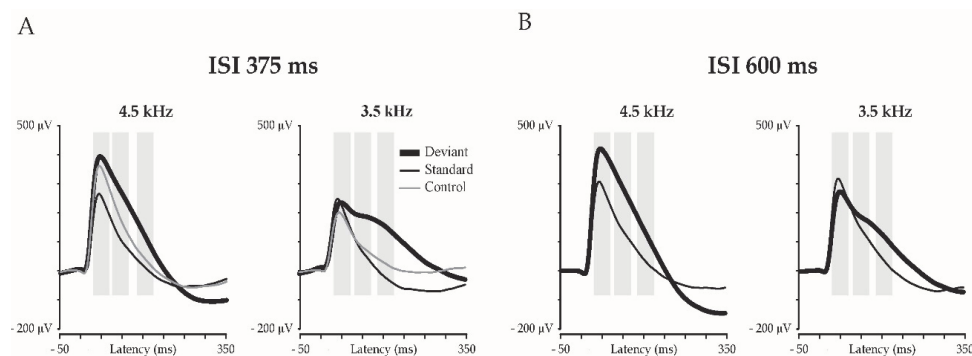 A
B
ISI 375 ms
ISI 600 ms
4.5 kHz
3.5 kHz
4.5 kHz
3.5 kHz
500 µV
500 µV
500 µV
500 µV
Deviant
Standard
Control
- 200 µV
- 200 µV
- 200 µV
- 200 µV
- 50 Latency (ms) 350
- 50 Latency (ms) 350
- 50 Latency (ms) 350
- 50 Latency (ms) 350